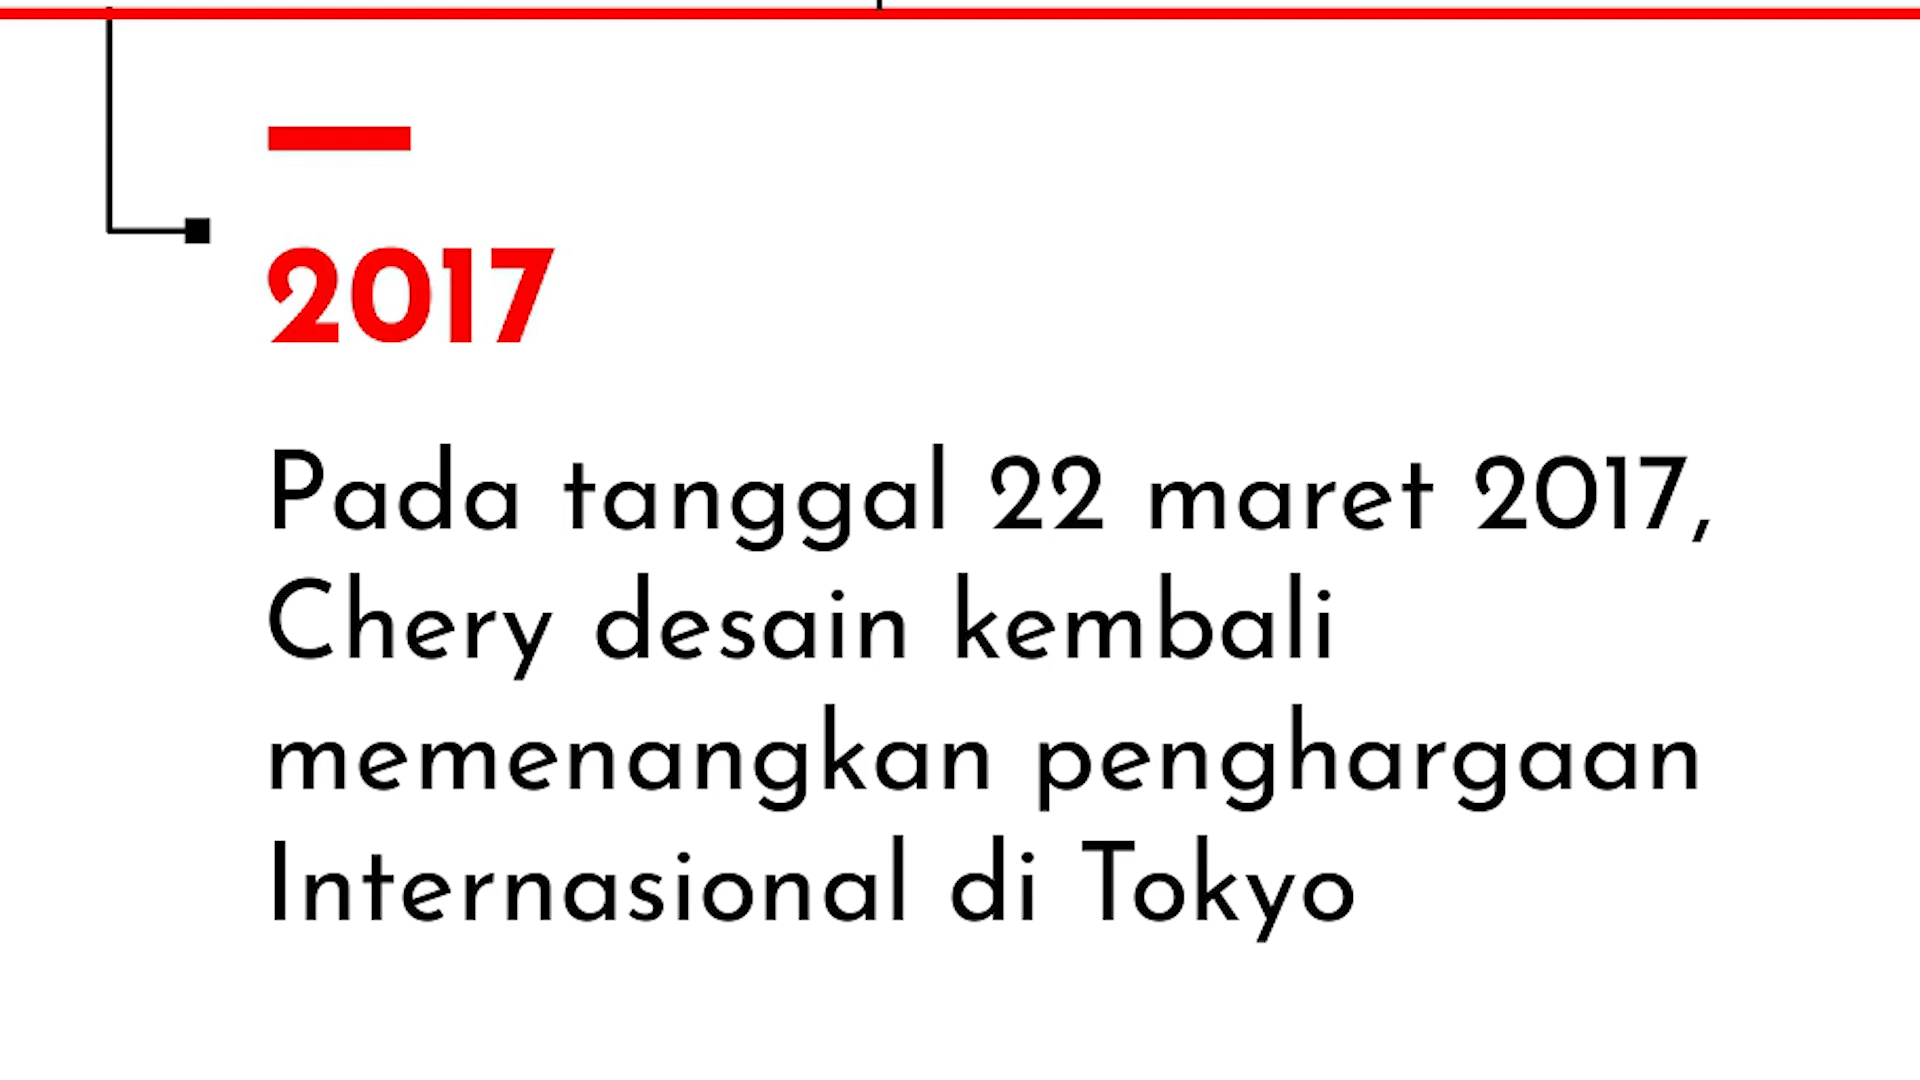 2017
Pada tanggal 22 maret 2017,
Chery desain kembali
memenangkan penghargaan
Internasional di Tokyo